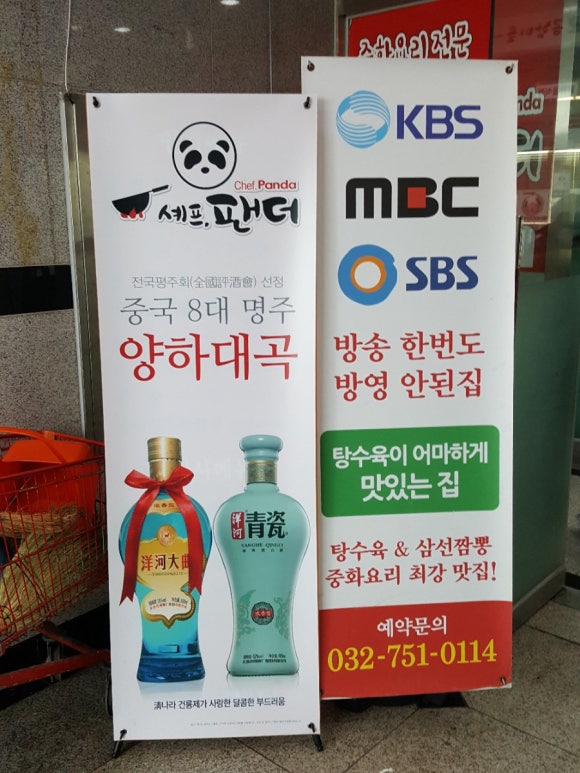 Chef.Panda
셰프.팬더
전국평주회(全國評酒會) 선정
중국 8대 명주
양하대곡
洋河大曲
洋河 青瓷
YANGHE QINGCI
淸나라 건륭제가 사랑한 달콤한 부드러움
중화요리전문
KBS
MBC
SBS
방송 한번도
방영 안된집
탕수육이 어마하게
맛있는 집
탕수육 & 삼선짬뽕
중화요리 최강 맛집!
예약문의
032-751-0114